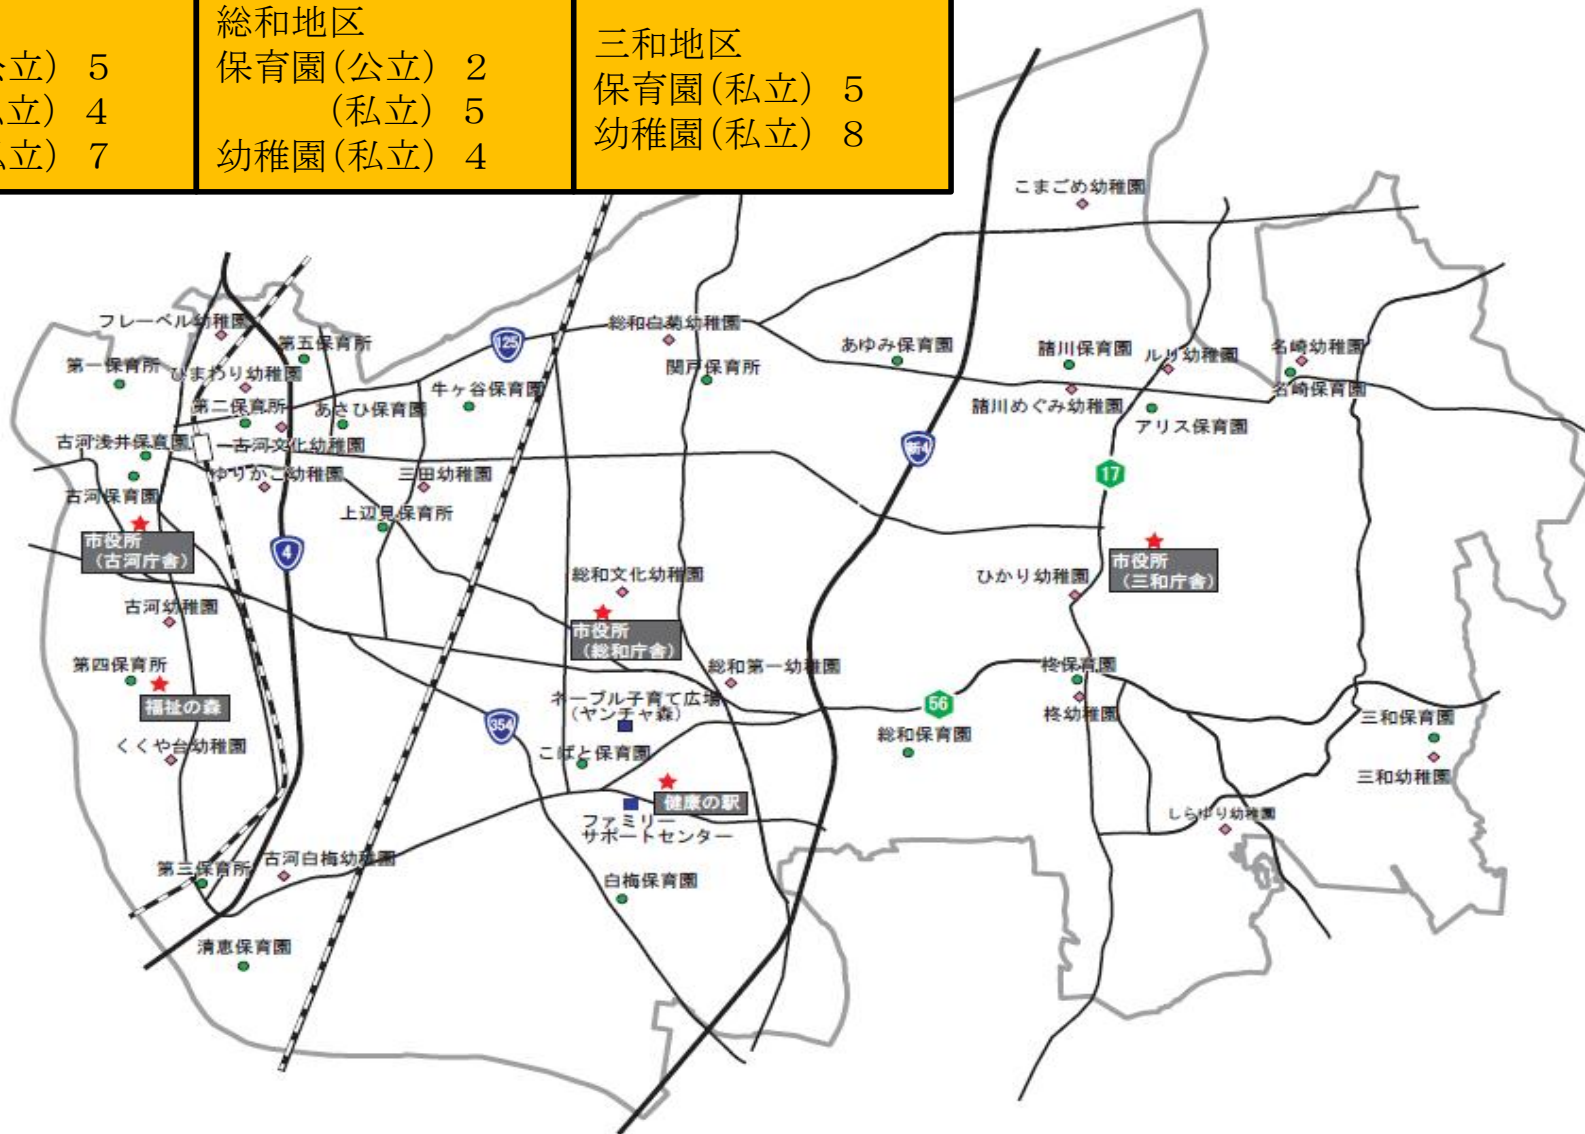 公立) 5
私立) 4
私立) 7
総和地区
保育園(公立) 2
(私立) 5
幼稚園(私立) 4
三和地区
保育園(私立) 5
幼稚園(私立) 8
こまごめ幼稚園
フレーベル幼稚園
第五保育所
125
総和白菊幼稚園
第一保育所
ひまわり幼稚園
牛ヶ谷保育園
関戸保育所
あゆみ保育園
諸川保育園
ルリ幼稚園
名崎幼稚園
名崎保育園
第二保育所
あさひ保育園
諸川めぐみ幼稚園
アリス保育園
古河浅井保育園
古河文化幼稚園
新4
17
ゆりかご幼稚園
三田幼稚園
古河保育園
上辺見保育所
市役所
(古河庁舎)
4
市役所
(三和庁舎)
総和文化幼稚園
ひかり幼稚園
古河幼稚園
市役所
(総和庁舎)
第四保育所
総和第一幼稚園
柊保育園
福祉の森
ネーブル子育て広場
(ヤンチャ森)
354
56
柊幼稚園
三和保育園
くくや台幼稚園
こばと保育園
総和保育園
三和幼稚園
健康の駅
ファミリー
サポートセンター
しらゆり幼稚園
第三保育所
古河白梅幼稚園
白梅保育園
清恵保育園